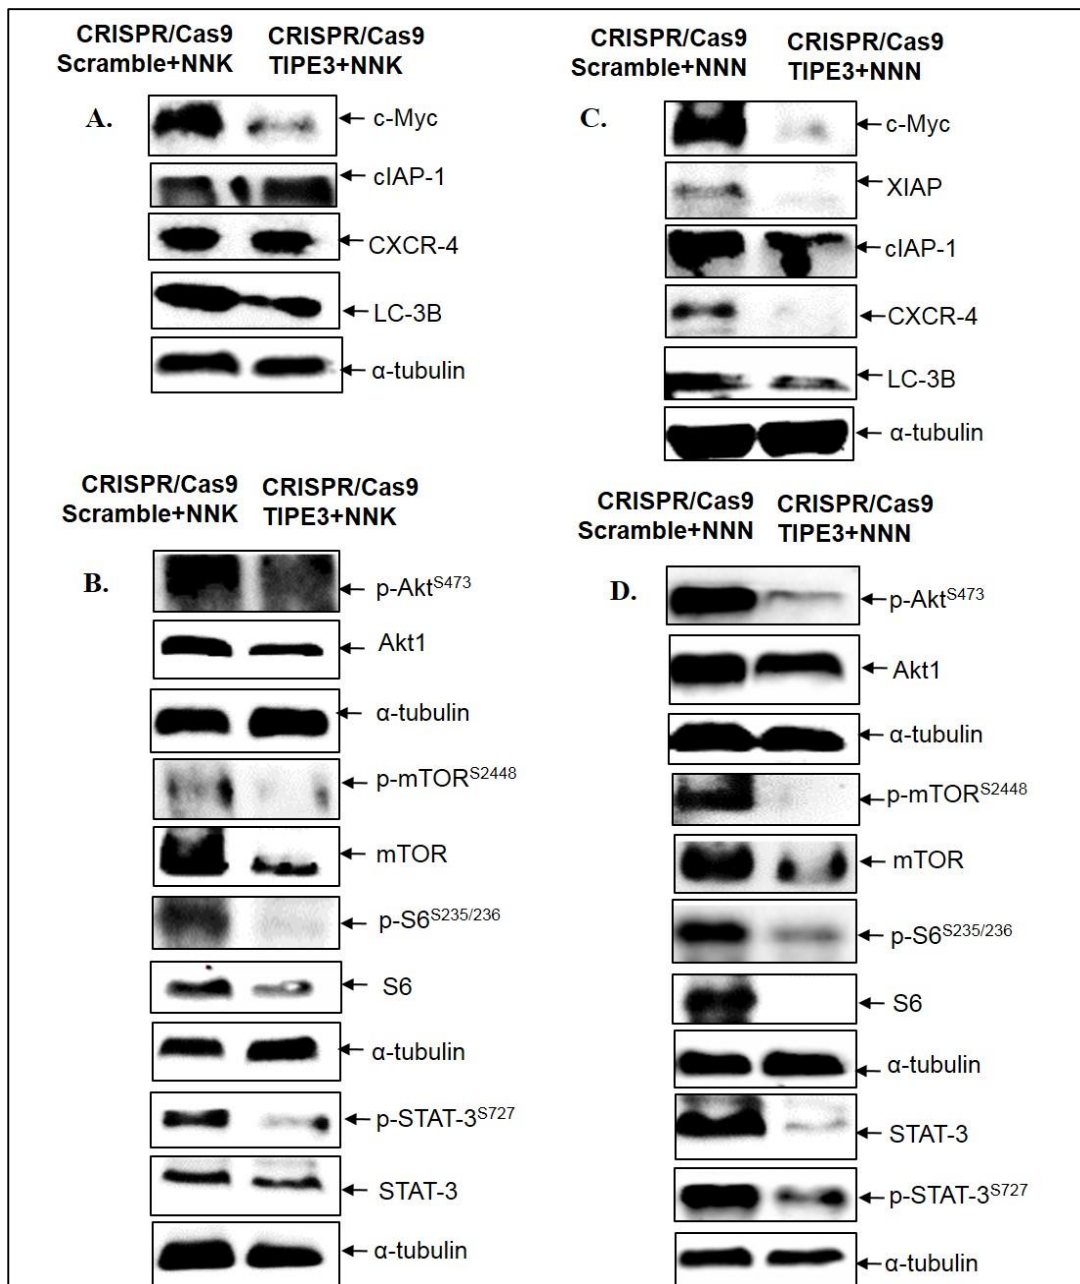 CRISPR/Cas9 CRISPR/Cas9
Scramble+NNK TIPE3+NNK
A.
c-Myc
cIAP-1
CXCR-4
LC-3B
α-tubulin
CRISPR/Cas9 CRISPR/Cas9
Scramble+NNK TIPE3+NNK
B.
p-Akt^S473
Akt1
α-tubulin
p-mTOR^S2448
mTOR
p-S6^S235/236
S6
α-tubulin
p-STAT-3^S727
STAT-3
α-tubulin
CRISPR/Cas9 CRISPR/Cas9
Scramble+NNN TIPE3+NNN
C.
c-Myc
XIAP
cIAP-1
CXCR-4
LC-3B
α-tubulin
CRISPR/Cas9 CRISPR/Cas9
Scramble+NNN TIPE3+NNN
D.
p-Akt^S473
Akt1
α-tubulin
p-mTOR^S2448
mTOR
p-S6^S235/236
S6
α-tubulin
STAT-3
p-STAT-3^S727
α-tubulin